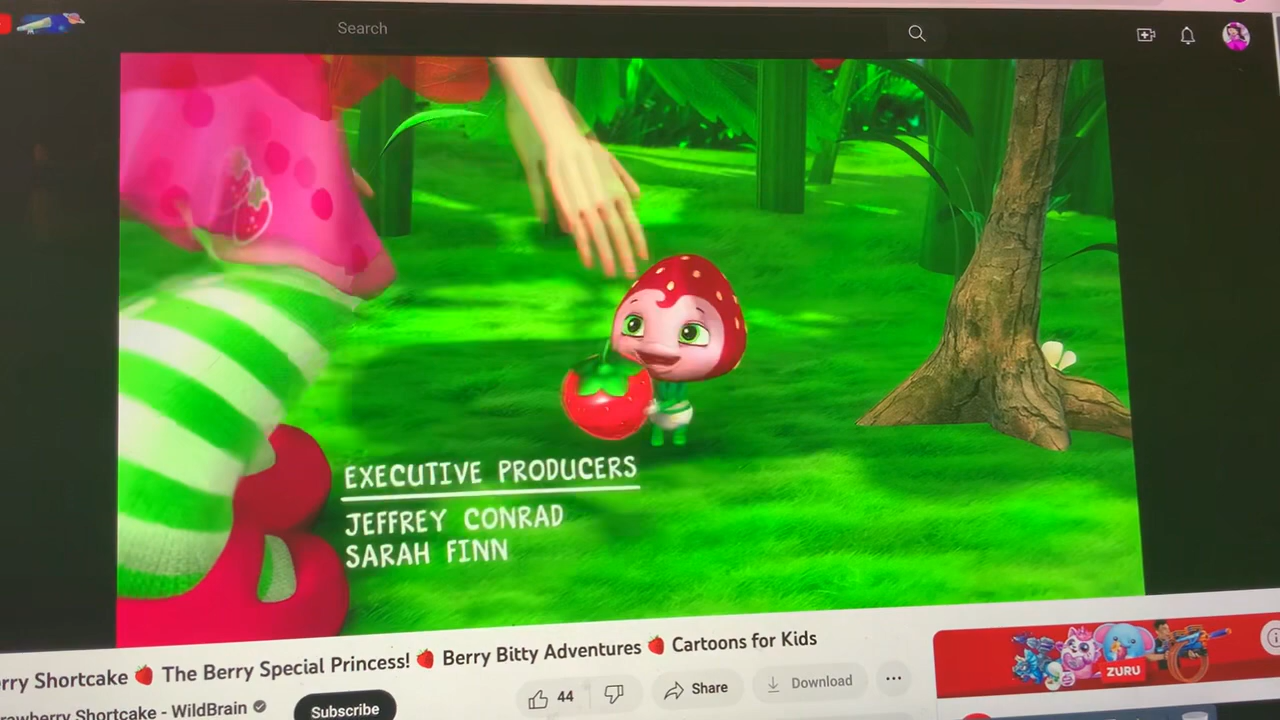 Search
EXECUTIVE PRODUCERS
JEFFREY CONRAD
SARAH FINN
rry Shortcake 🍓 The Berry Special Princess! 🍓 Berry Bitty Adventures 🍓 Cartoons for Kids
rawberry Shortcake - WildBrain
Subscribe
44
Share
Download
ZURU